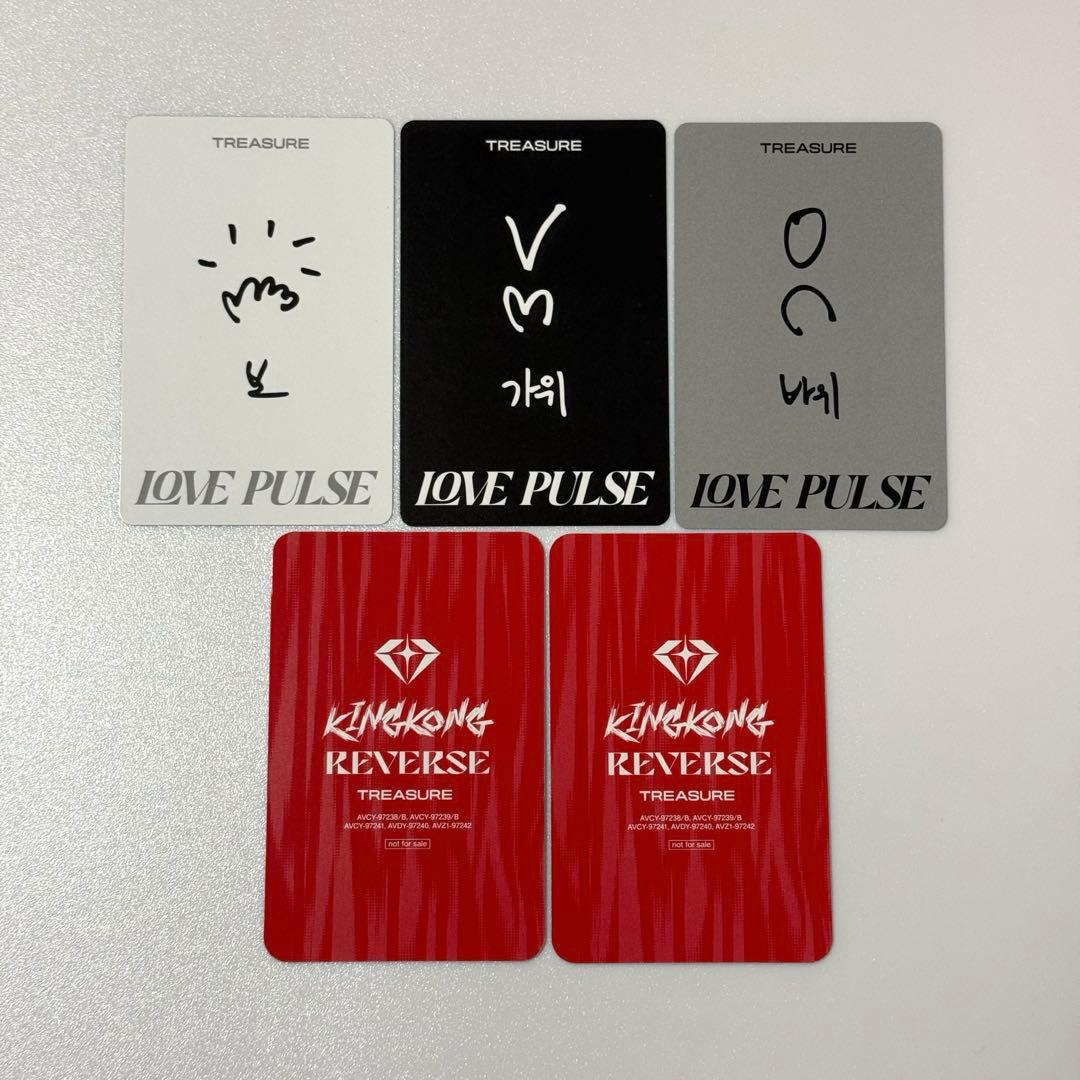 TREASURE
보
LOVE PULSE
TREASURE
가위
LOVE PULSE
TREASURE
바위
LOVE PULSE
KINGKONG
REVERSE
TREASURE
AVCY-97238/B, AVCY-97239/B
AVCY-97241, AVDY-97240, AVZ1-97242
not for sale
KINGKONG
REVERSE
TREASURE
AVCY-97238/B, AVCY-97239/B
AVCY-97241, AVDY-97240, AVZ1-97242
not for sale